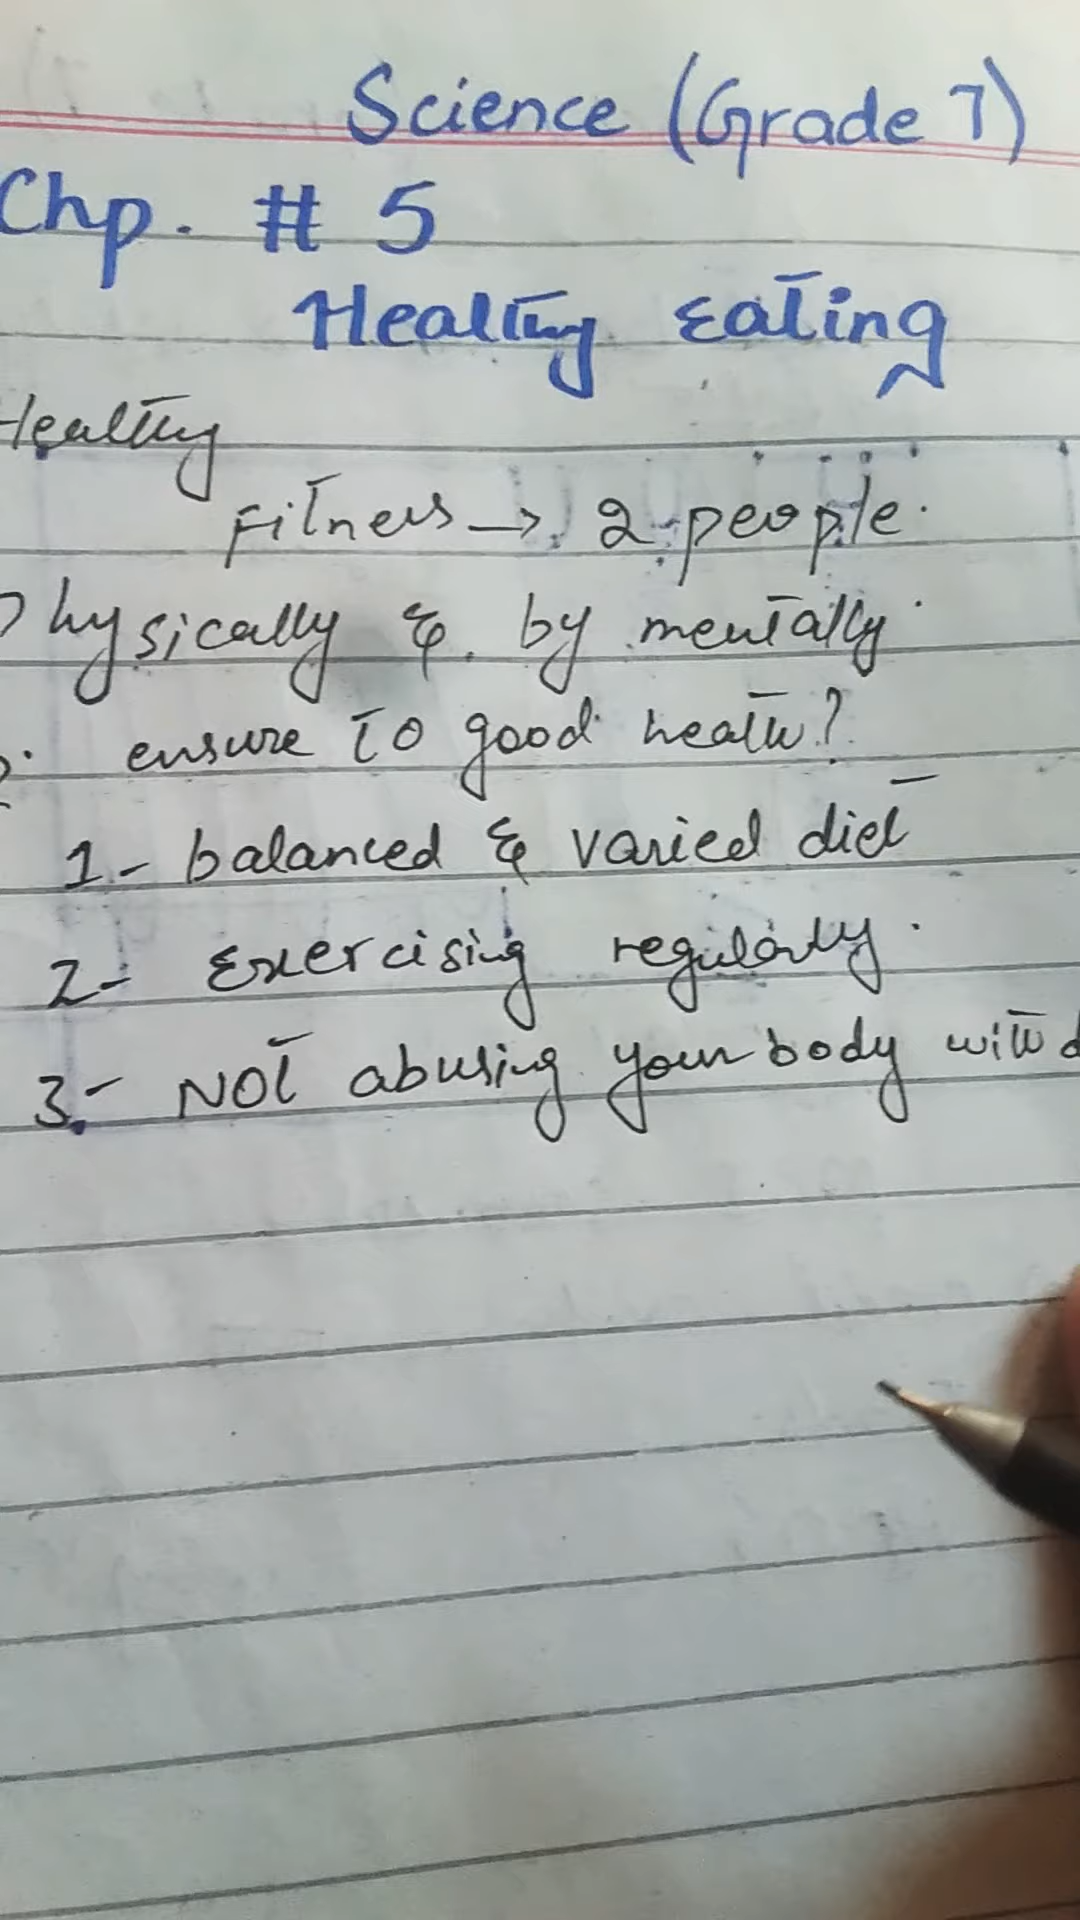 Science (Grade 7)
Chp. # 5
Healthy Eating
Healthy
Fitness → 2 people.
Physically & by mentally
ensure to good health?
1- balanced & varied diet
2- Exercising regularly.
3- Not abusing your body with d